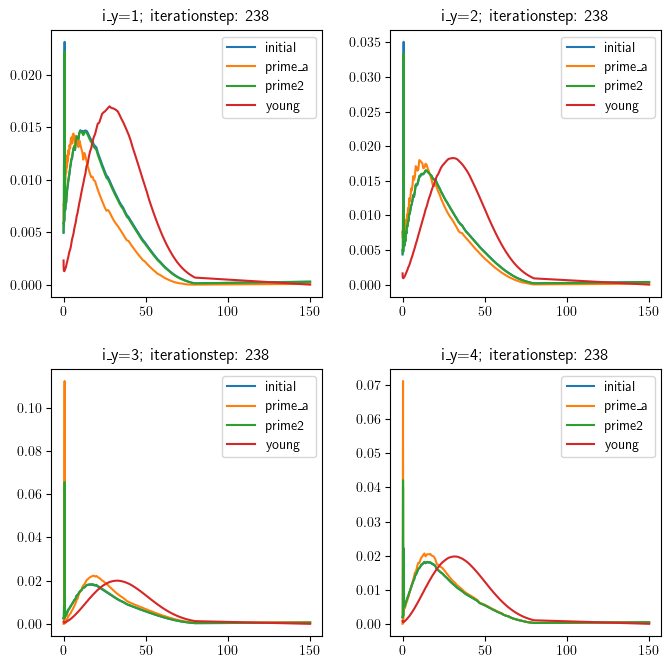 i_y=1; iterationstep: 238
0.020
0.015
0.010
0.005
0.000
0
50
100
150
initial
prime_a
prime2
young
i_y=2; iterationstep: 238
0.035
0.030
0.025
0.020
0.015
0.010
0.005
0.000
0
50
100
150
initial
prime_a
prime2
young
i_y=3; iterationstep: 238
0.10
0.08
0.06
0.04
0.02
0.00
0
50
100
150
initial
prime_a
prime2
young
i_y=4; iterationstep: 238
0.07
0.06
0.05
0.04
0.03
0.02
0.01
0.00
0
50
100
150
initial
prime_a
prime2
young